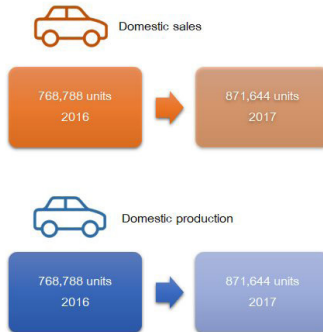 Domestic sales
768,788 units
2016
871,644 units
2017
Domestic production
768,788 units
2016
871,644 units
2017